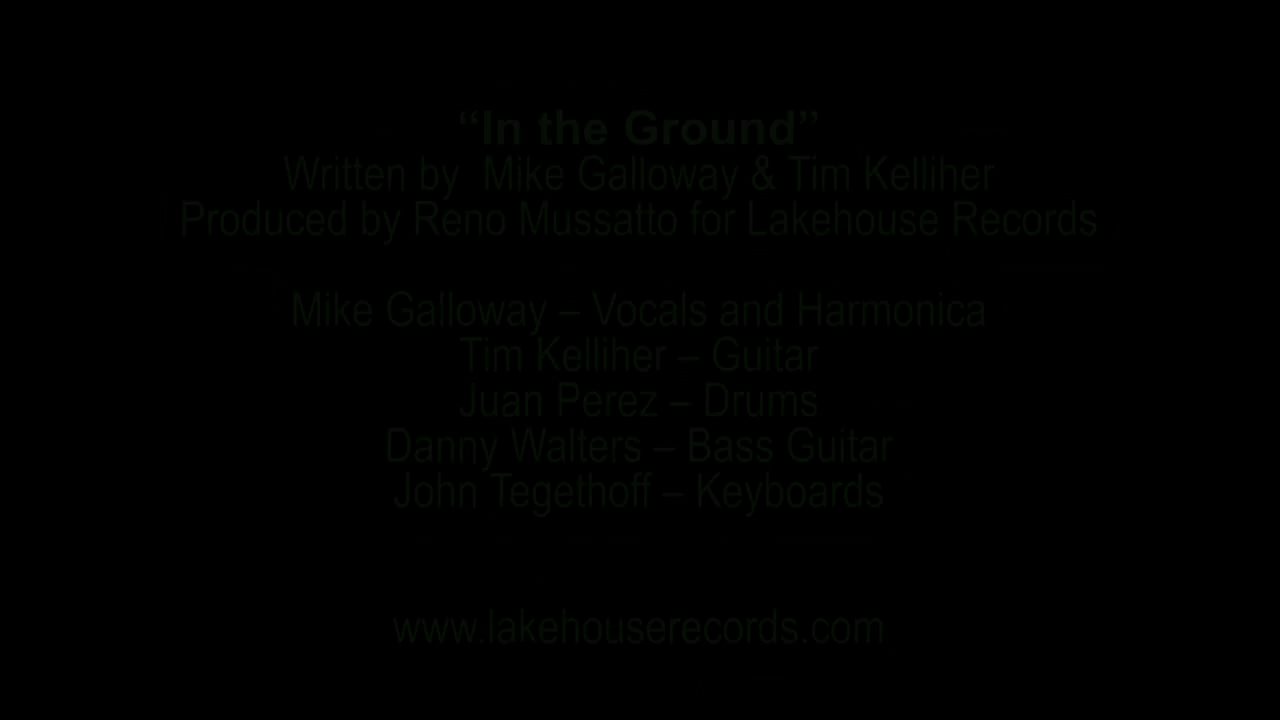 “In the Ground”
Written by  Mike Galloway & Tim Kelliher
Produced by Reno Mussatto for Lakehouse Records
Mike Galloway – Vocals and Harmonica
Tim Kelliher – Guitar
Juan Perez – Drums
Danny Walters – Bass Guitar
John Tegethoff – Keyboards
www.lakehouserecords.com